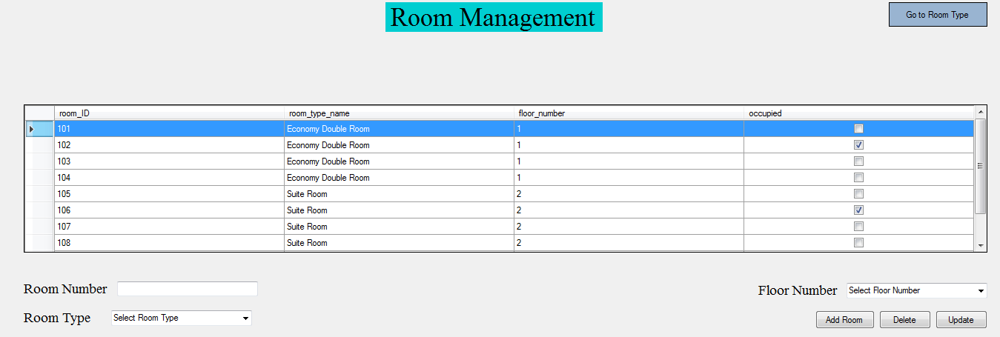 Room Management
Go to Room Type
room_ID room_type_name floor_number occupied
101 Economy Double Room 1
102 Economy Double Room 1
103 Economy Double Room 1
104 Economy Double Room 1
105 Suite Room 2
106 Suite Room 2
107 Suite Room 2
108 Suite Room 2
Room Number Floor Number Select Floor Number
Room Type Select Room Type Add Room Delete Update